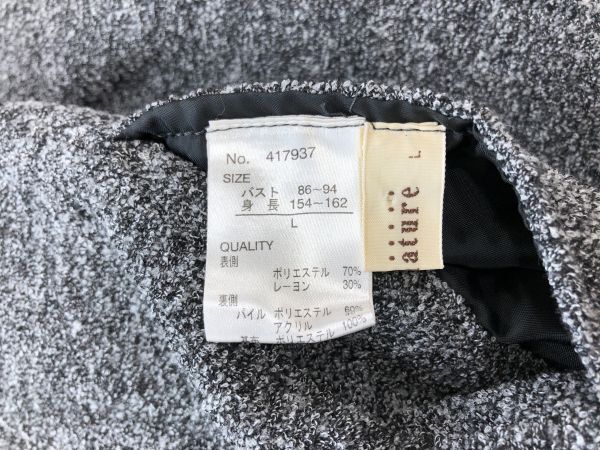 No. 417937
SIZE
バスト 86~94
身長 154~162
L
QUALITY
表側
ポリエステル 70%
レーヨン 30%
裏側
パイル ポリエステル 60%
アクリル
基布 ポリエステル 100%
L